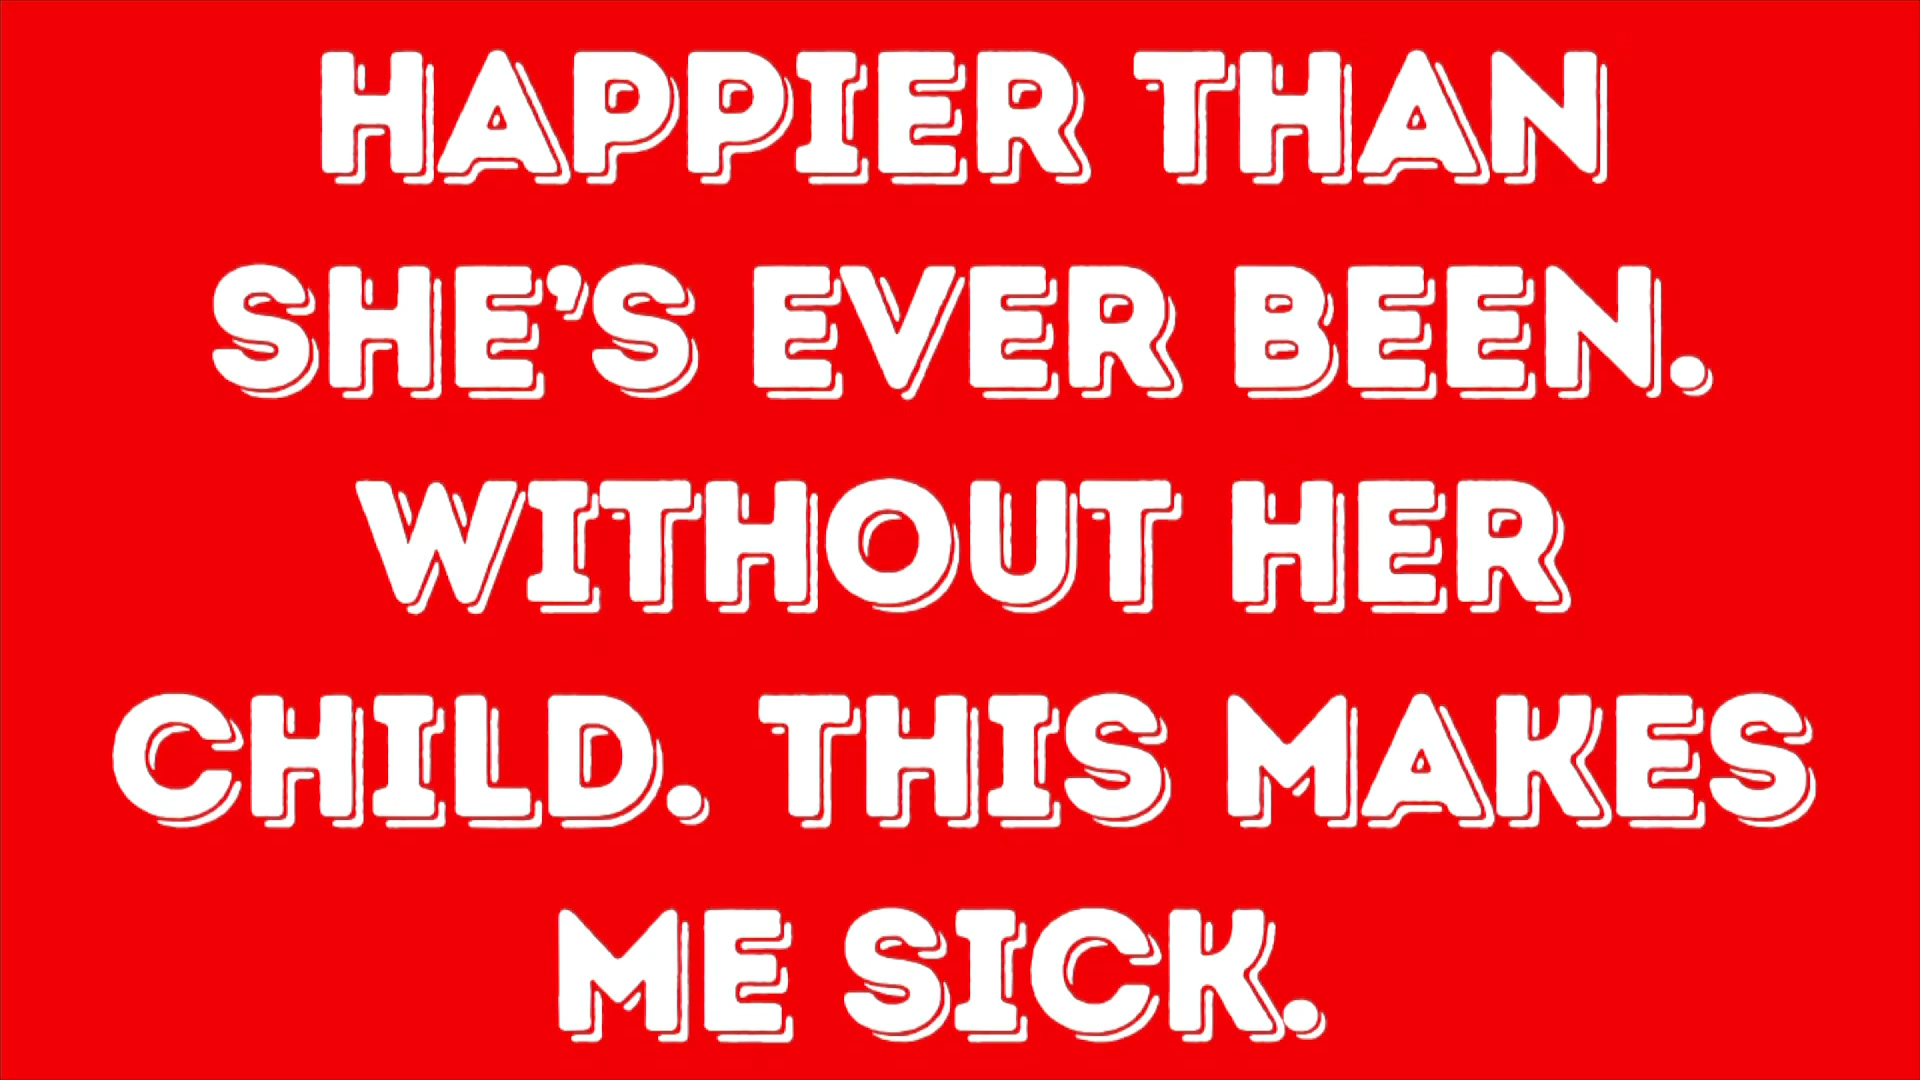 HAPPIER THAN
SHE'S EVER BEEN.
WITHOUT HER
CHILD. THIS MAKES
ME SICK.